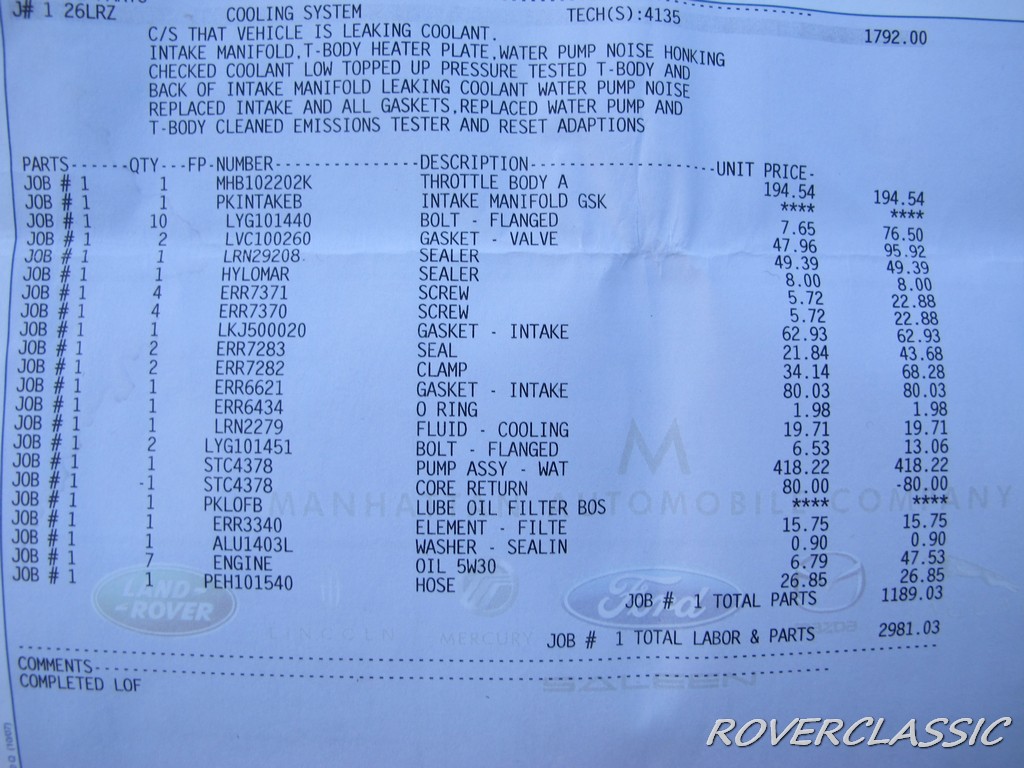 J# 1 26LRZ COOLING SYSTEM TECH(S):4135 1792.00
C/S THAT VEHICLE IS LEAKING COOLANT.
INTAKE MANIFOLD,T-BODY HEATER PLATE,WATER PUMP NOISE HONKING
CHECKED COOLANT LOW TOPPED UP PRESSURE TESTED T-BODY AND
BACK OF INTAKE MANIFOLD LEAKING COOLANT WATER PUMP NOISE
REPLACED INTAKE AND ALL GASKETS,REPLACED WATER PUMP AND
T-BODY CLEANED EMISSIONS TESTER AND RESET ADAPTIONS
PARTS------QTY---FP-NUMBER---------------DESCRIPTION--------------------UNIT PRICE-
JOB # 1 1 MHB102202K THROTTLE BODY A 194.54 194.54
JOB # 1 1 PKINTAKEB INTAKE MANIFOLD GSK **** ****
JOB # 1 10 LYG101440 BOLT - FLANGED 7.65 76.50
JOB # 1 2 LVC100260 GASKET - VALVE 47.96 95.92
JOB # 1 1 LRN29208 SEALER 49.39 49.39
JOB # 1 1 HYLOMAR SEALER 8.00 8.00
JOB # 1 4 ERR7371 SCREW 5.72 22.88
JOB # 1 4 ERR7370 SCREW 5.72 22.88
JOB # 1 1 LKJ500020 GASKET - INTAKE 62.93 62.93
JOB # 1 2 ERR7283 SEAL 21.84 43.68
JOB # 1 2 ERR7282 CLAMP 34.14 68.28
JOB # 1 1 ERR6621 GASKET - INTAKE 80.03 80.03
JOB # 1 1 ERR6434 O RING 1.98 1.98
JOB # 1 1 LRN2279 FLUID - COOLING 19.71 19.71
JOB # 1 2 LYG101451 BOLT - FLANGED 6.53 13.06
JOB # 1 1 STC4378 PUMP ASSY - WAT 418.22 418.22
JOB # 1 -1 STC4378 CORE RETURN 80.00 -80.00
JOB # 1 1 PKLOFB LUBE OIL FILTER BOS **** ****
JOB # 1 1 ERR3340 ELEMENT - FILTE 15.75 15.75
JOB # 1 1 ALU1403L WASHER - SEALIN 0.90 0.90
JOB # 1 7 ENGINE OIL 5W30 6.79 47.53
JOB # 1 1 PEH101540 HOSE 26.85 26.85
JOB # 1 TOTAL PARTS 1189.03
JOB # 1 TOTAL LABOR & PARTS 2981.03
COMMENTS
COMPLETED LOF
M
MANHATTAN AUTOMOBILE COMPANY
LAND-ROVER
LINCOLN
MERCURY
Ford
mazda
SALEEN
ROVERCLASSIC